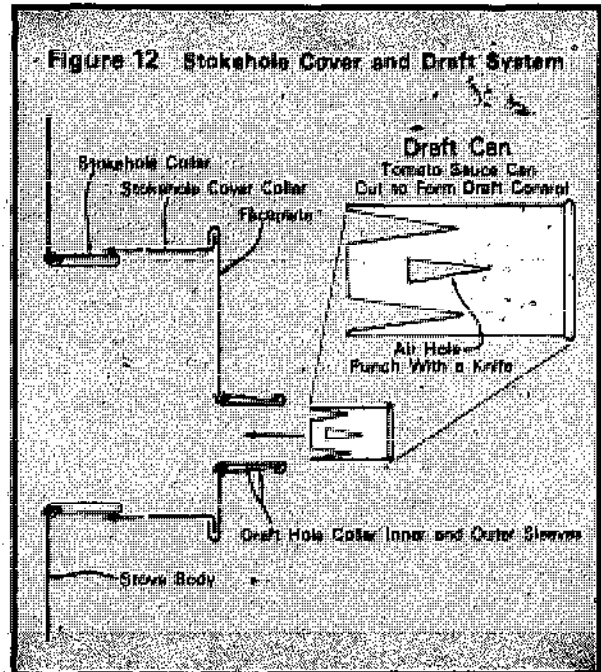 Figure 12 Stokehole Cover and Draft System
Draft Can
Tomato Sauce Can
Cut so Form Draft Control
Stokehole Collar
Stokehole Cover Collar
Faceplate
Air Hole
Punch With a Knife
Draft Hole Collar Inner and Outer Sleeves
Stove Body